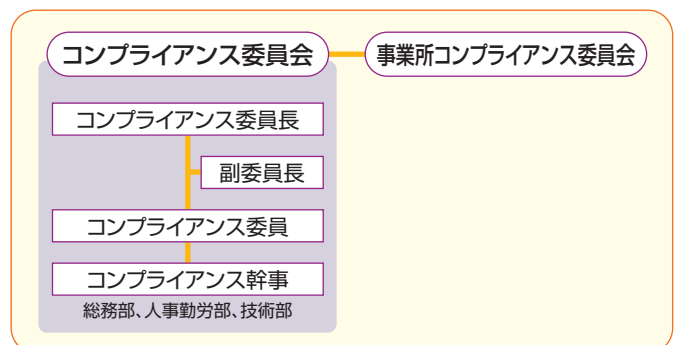 コンプライアンス委員会
事業所コンプライアンス委員会
コンプライアンス委員長
副委員長
コンプライアンス委員
コンプライアンス幹事
総務部、人事勤労部、技術部